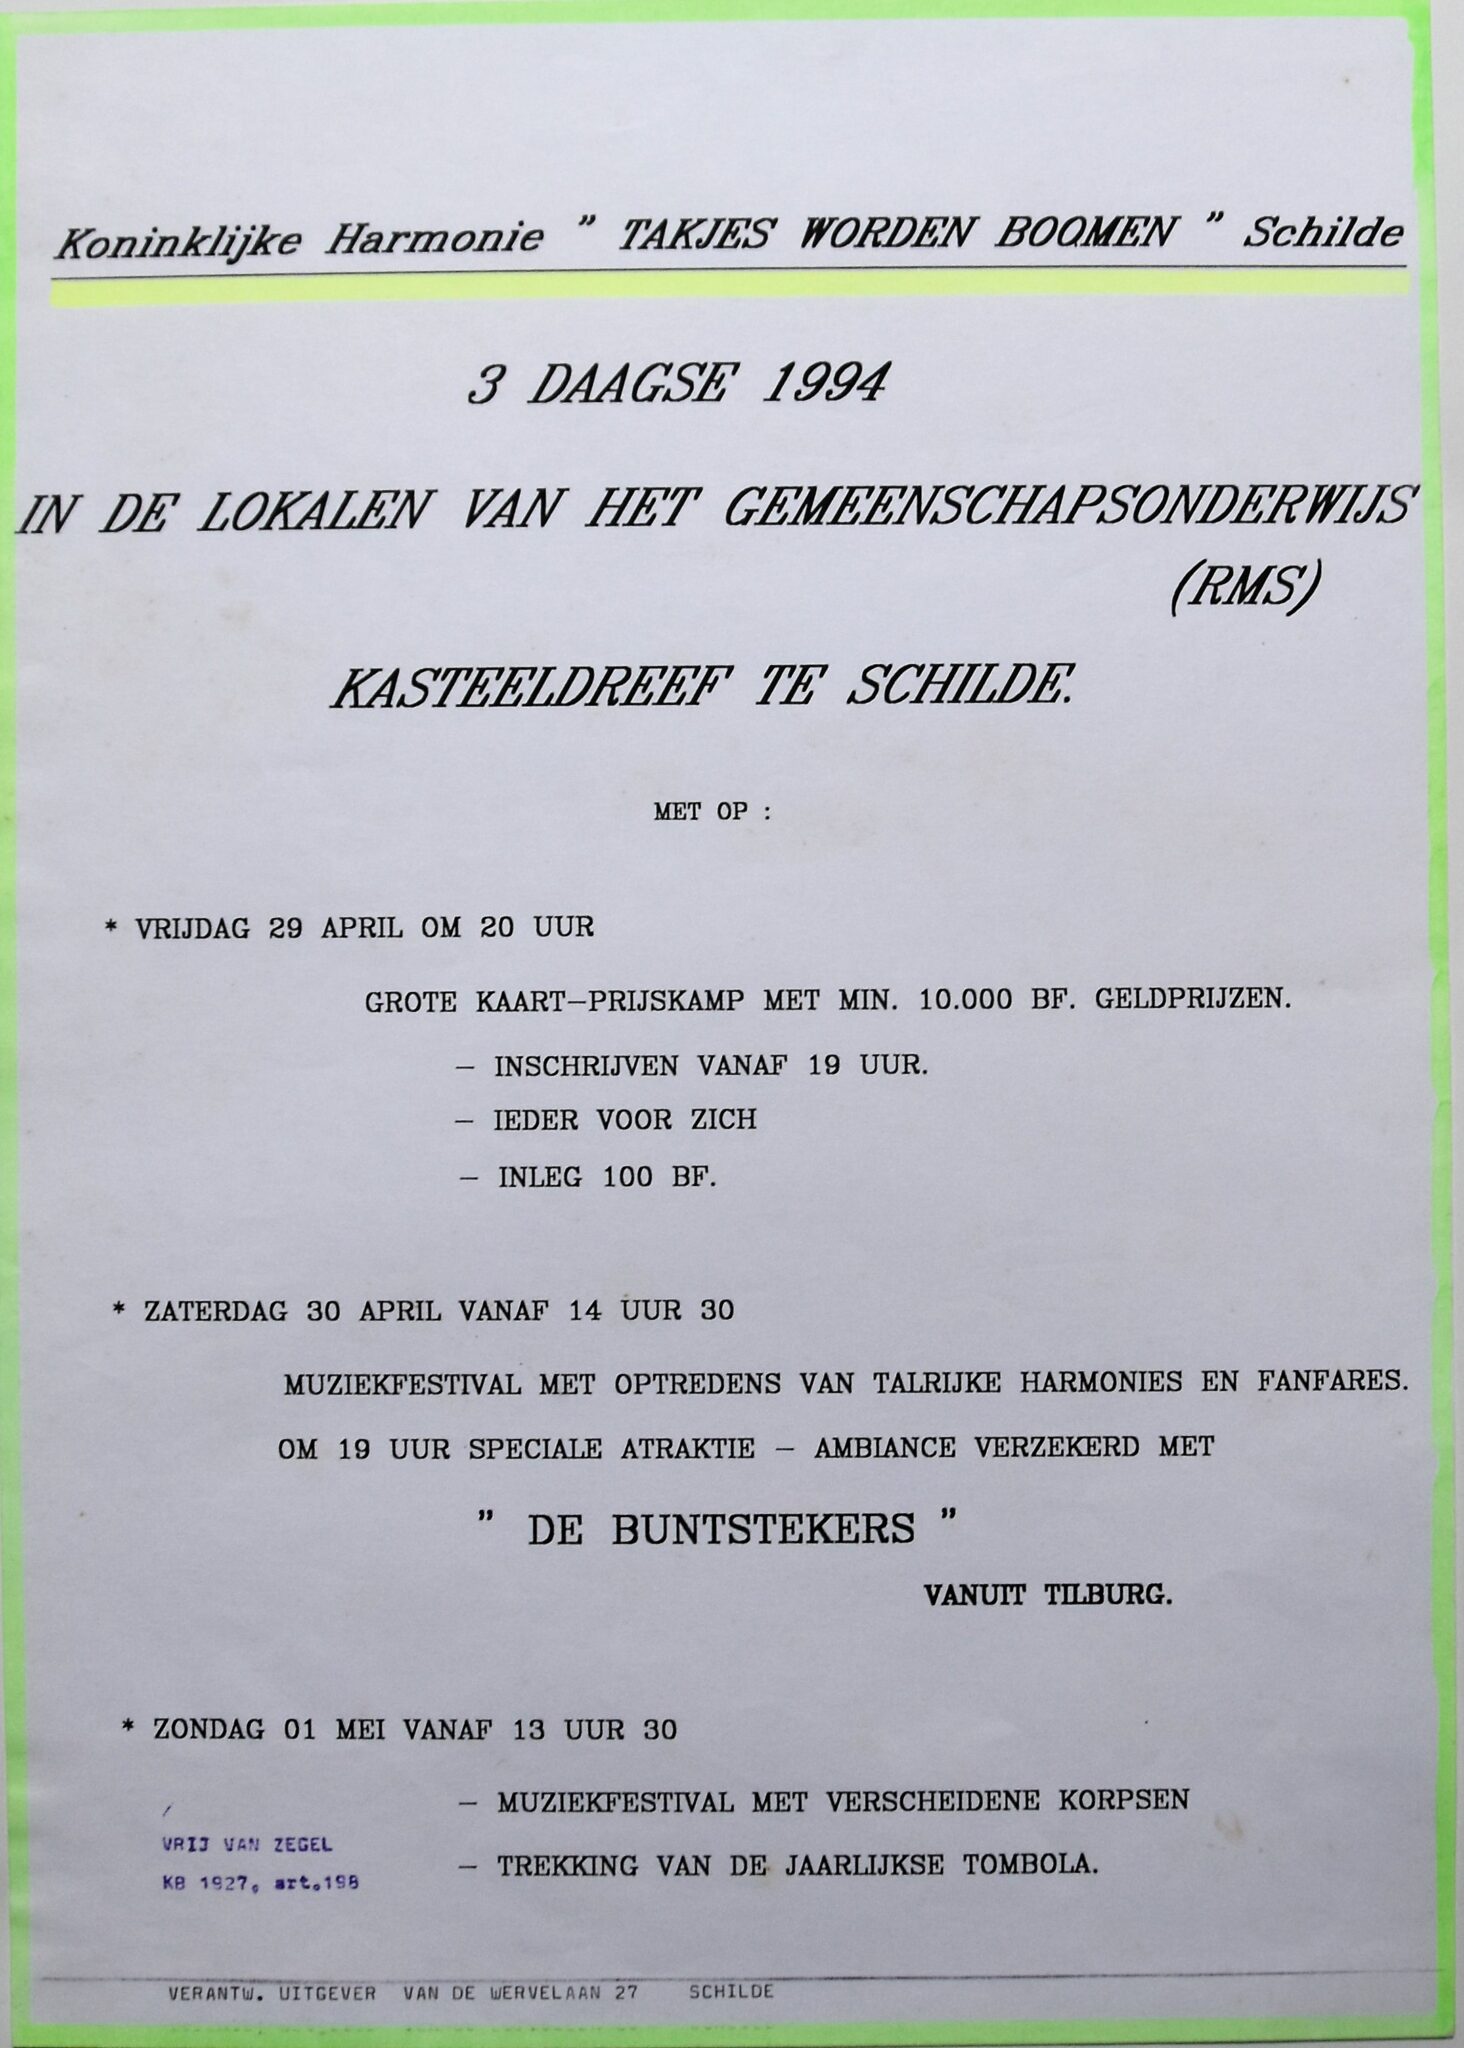 Koninklijke Harmonie " TAKJES WORDEN BOOMEN " Schilde
3 DAAGSE 1994
IN DE LOKALEN VAN HET GEMEENSCHAPSONDERWIJS
(RMS)
KASTEELDREEF TE SCHILDE.
MET OP :
* VRIJDAG 29 APRIL OM 20 UUR
GROTE KAART-PRIJSKAMP MET MIN. 10.000 BF. GELDPRIJZEN.
- INSCHRIJVEN VANAF 19 UUR.
- IEDER VOOR ZICH
- INLEG 100 BF.
* ZATERDAG 30 APRIL VANAF 14 UUR 30
MUZIEKFESTIVAL MET OPTREDENS VAN TALRIJKE HARMONIES EN FANFARES.
OM 19 UUR SPECIALE ATRAKTIE - AMBIANCE VERZEKERD MET
" DE BUNTSTEKERS "
VANUIT TILBURG.
* ZONDAG 01 MEI VANAF 13 UUR 30
- MUZIEKFESTIVAL MET VERSCHEIDENE KORPSEN
- TREKKING VAN DE JAARLIJKSE TOMBOLA.
VRIJ VAN ZEGEL
KB 1927, art.198
VERANTW. UITGEVER VAN DE WERVELAAN 27 SCHILDE